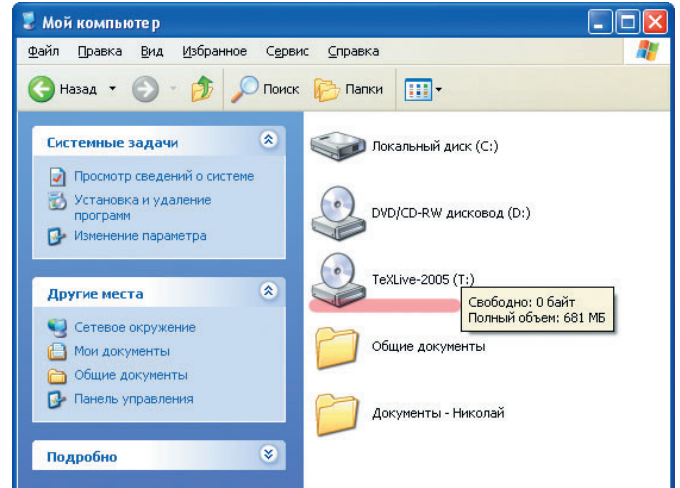 Мой компьютер
Файл Правка Вид Избранное Сервис Справка
Назад Поиск Папки
Системные задачи
Просмотр сведений о системе
Установка и удаление
программ
Изменение параметра
Другие места
Сетевое окружение
Мои документы
Общие документы
Панель управления
Подробно
Локальный диск (C:)
DVD/CD-RW дисковод (D:)
TeXLive-2005 (T:)
Свободно: 0 байт
Полный объем: 681 МБ
Общие документы
Документы - Николай